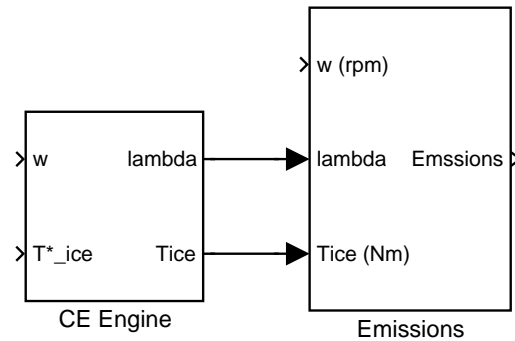 w (rpm)
w
lambda
lambda
Emssions
T*_ice
Tice
Tice (Nm)
CE Engine
Emissions